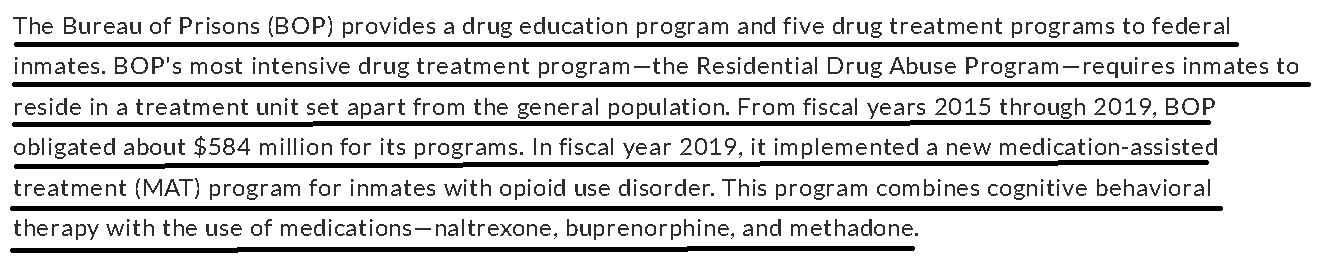 The Bureau of Prisons (BOP) provides a drug education program and five drug treatment programs to federal
inmates. BOP's most intensive drug treatment program—the Residential Drug Abuse Program—requires inmates to
reside in a treatment unit set apart from the general population. From fiscal years 2015 through 2019, BOP
obligated about $584 million for its programs. In fiscal year 2019, it implemented a new medication-assisted
treatment (MAT) program for inmates with opioid use disorder. This program combines cognitive behavioral
therapy with the use of medications—naltrexone, buprenorphine, and methadone.